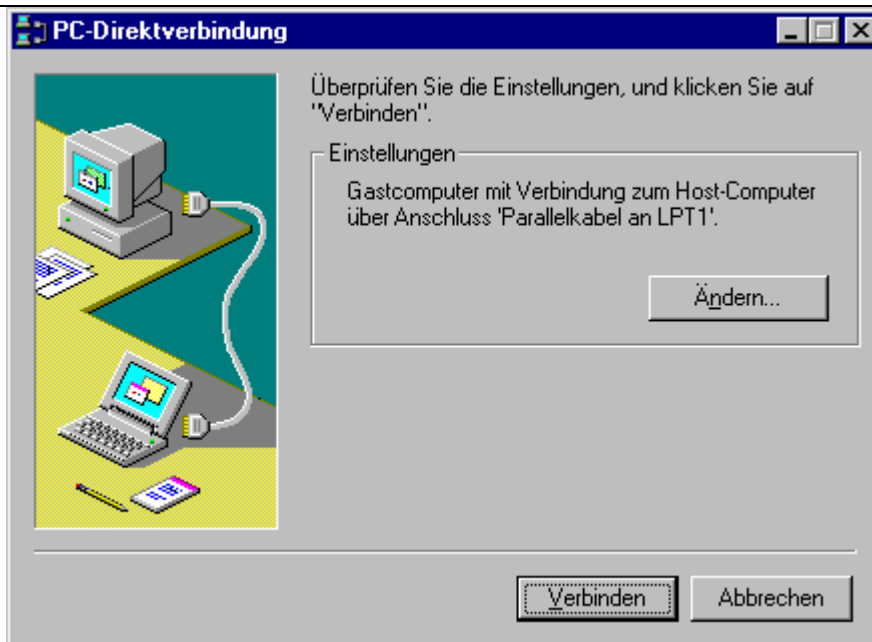 PC-Direktverbindung
Überprüfen Sie die Einstellungen, und klicken Sie auf
"Verbinden".
Einstellungen
Gastcomputer mit Verbindung zum Host-Computer
über Anschluss 'Parallelkabel an LPT1'.
Ändern...
Verbinden
Abbrechen